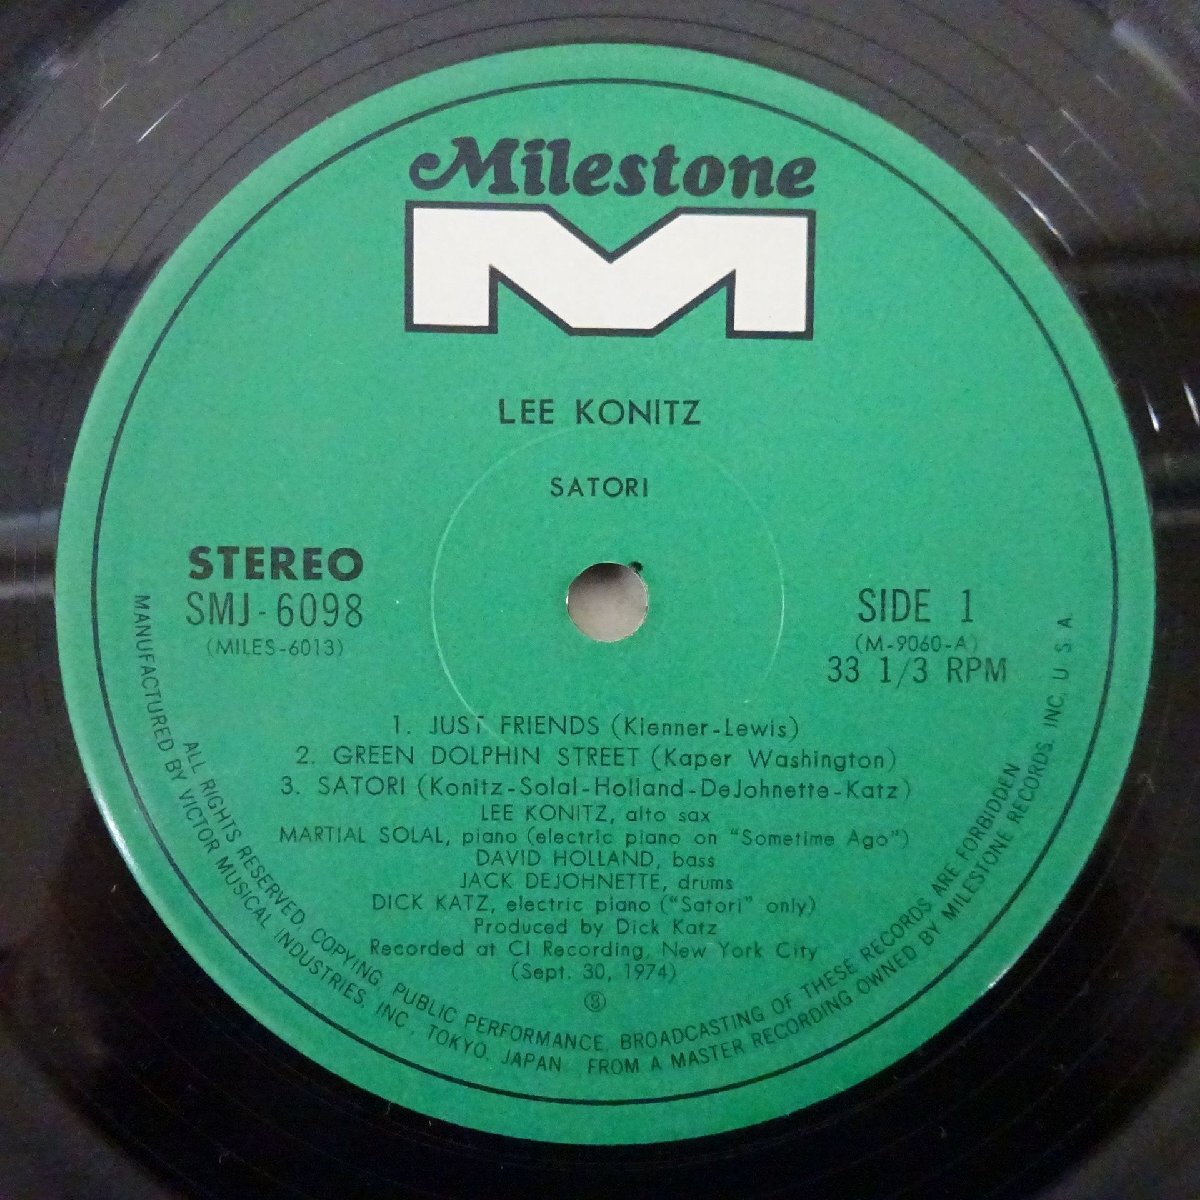 Milestone
LEE KONITZ
SATORI
STEREO
SMJ-6098
(MILES-6013)
SIDE 1
(M-9060-A)
33 1/3 RPM
1. JUST FRIENDS (Klenner-Lewis)
2. GREEN DOLPHIN STREET (Kaper Washington)
3. SATORI (Konitz-Solal-Holland-DeJohnette-Katz)
LEE KONITZ, alto sax
MARTIAL SOLAL, piano (electric piano on "Sometime Ago")
DAVID HOLLAND, bass
JACK DEJOHNETTE, drums
DICK KATZ, electric piano ("Satori" only)
Produced by Dick Katz
Recorded at CI Recording, New York City
(Sept. 30, 1974)
ALL RIGHTS RESERVED. COPYING, PUBLIC PERFORMANCE, BROADCASTING OF THESE RECORDS ARE FORBIDDEN
MANUFACTURED BY VICTOR MUSICAL INDUSTRIES, INC., TOKYO, JAPAN FROM A MASTER RECORDING OWNED BY MILESTONE RECORDS, INC, U S A